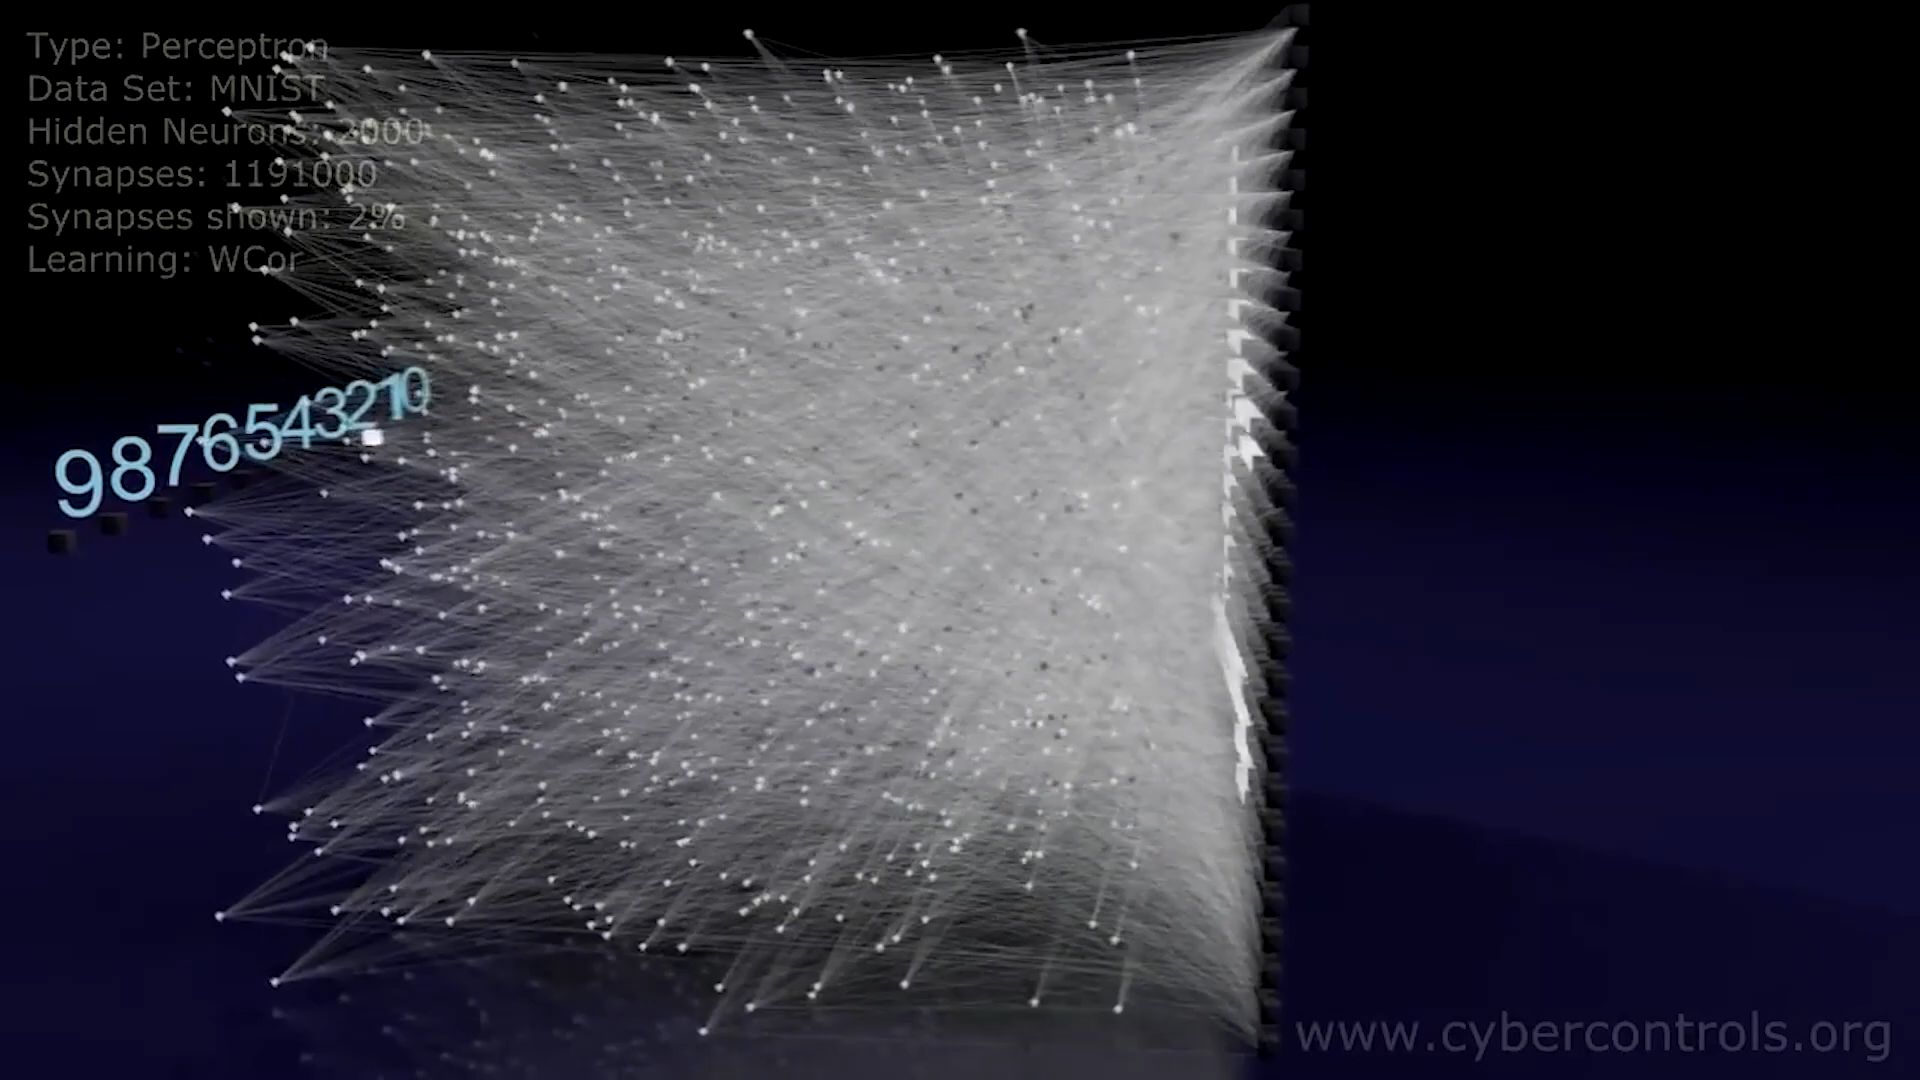 Type: Perceptron
Data Set: MNIST
Hidden Neurons: 2000
Synapses: 1191000
Synapses shown: 2%
Learning: WCor
9876543210
www.cybercontrols.org